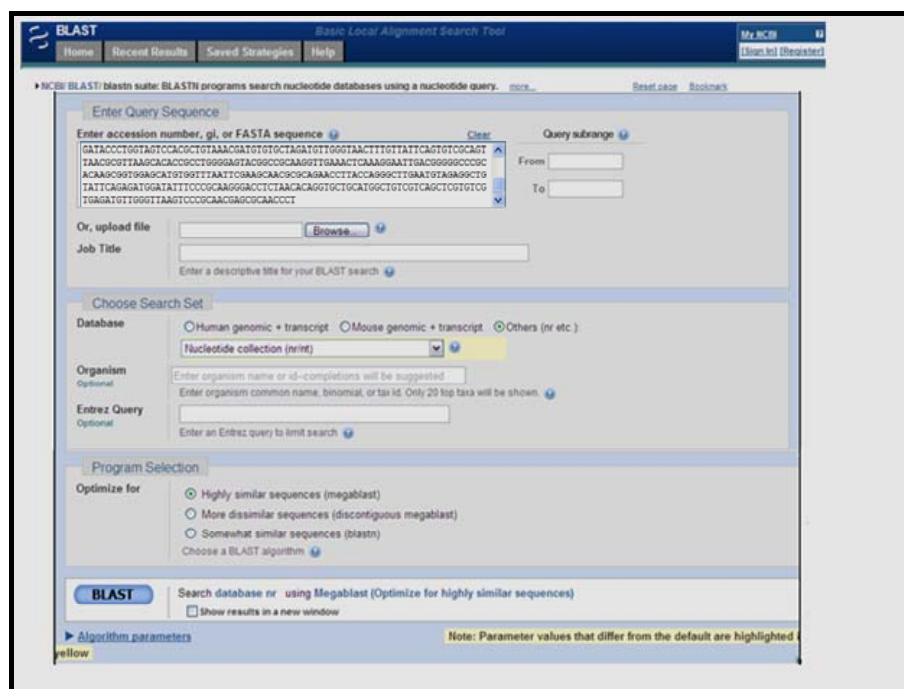 BLAST Basic Local Alignment Search Tool My NCBI
Home Recent Results Saved Strategies Help [Sign In] [Register]
NCBI/ BLAST/ blastn suite: BLASTN programs search nucleotide databases using a nucleotide query. more... Reset page Bookmark
Enter Query Sequence
Enter accession number, gi, or FASTA sequence Clear Query subrange
GATACCCTGGTAGTCCACGCTGTAAACGATGTGTGCTAGATGTTGGGTAACTTTGTTATTCAGTGTCGCAGT
TAACGCGTTAAGCACACCGCCTGGGGAGTACGGCCGCAAGGTTGAAACTCAAAGGAATTGACGGGGGCCCGC
ACAAGCGGTGGAGCATGTGGTTTAATTCGAAGCAACGCGCAGAACCTTACCAGGGCTTGAATGTAGAGGCTG
TATTCAGAGATGGATATTTCCCGCAAGGGACCTCTAACACAGGTGCTGCATGGCTGTCGTCAGCTCGTGTCG
TGAGATGTTGGGTTAAGTCCCGCAACGAGCGCAACCCT
From
To
Or, upload file Browse...
Job Title
Enter a descriptive title for your BLAST search
Choose Search Set
Database Human genomic + transcript Mouse genomic + transcript Others (nr etc.):
Nucleotide collection (nr/nt)
Organism Enter organism name or id--completions will be suggested
Optional Enter organism common name, binomial, or tax id. Only 20 top taxa will be shown.
Entrez Query
Optional Enter an Entrez query to limit search
Program Selection
Optimize for Highly similar sequences (megablast)
More dissimilar sequences (discontiguous megablast)
Somewhat similar sequences (blastn)
Choose a BLAST algorithm
BLAST Search database nr using Megablast (Optimize for highly similar sequences)
Show results in a new window
Algorithm parameters Note: Parameter values that differ from the default are highlighted i
yellow